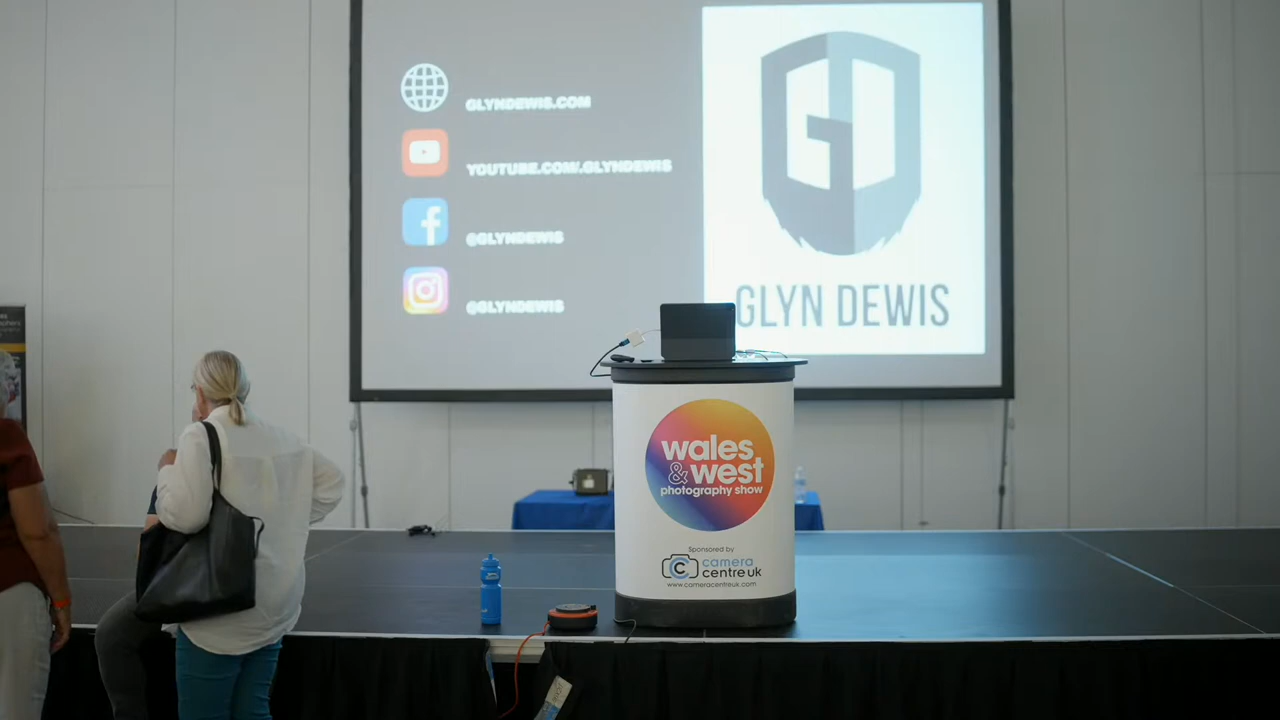 GLYNDEWIS.COM
YOUTUBE.COM/GLYNDEWIS
@GLYNDEWIS
@GLYNDEWIS
GD
GLYN DEWIS
wales
&west
photography show
Sponsored by
camera
centre uk
www.cameracentreuk.com